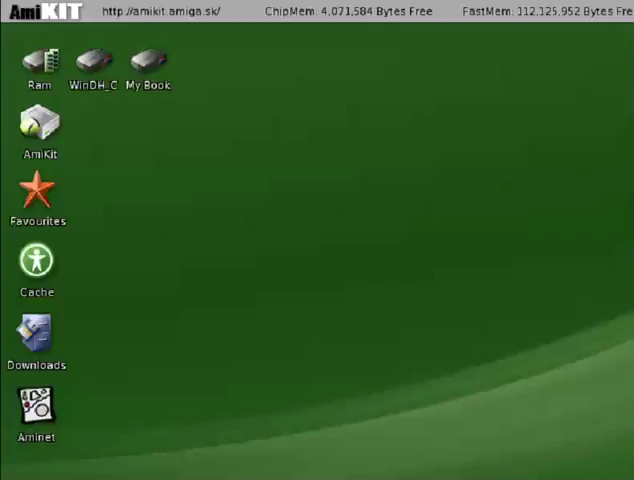 AmiKIT http://amikit.amiga.sk/ ChipMem: 4,071,584 Bytes Free FastMem: 112,125,952 Bytes Fre
Ram WinDH_C My Book
AmiKit
Favourites
Cache
Downloads
Aminet